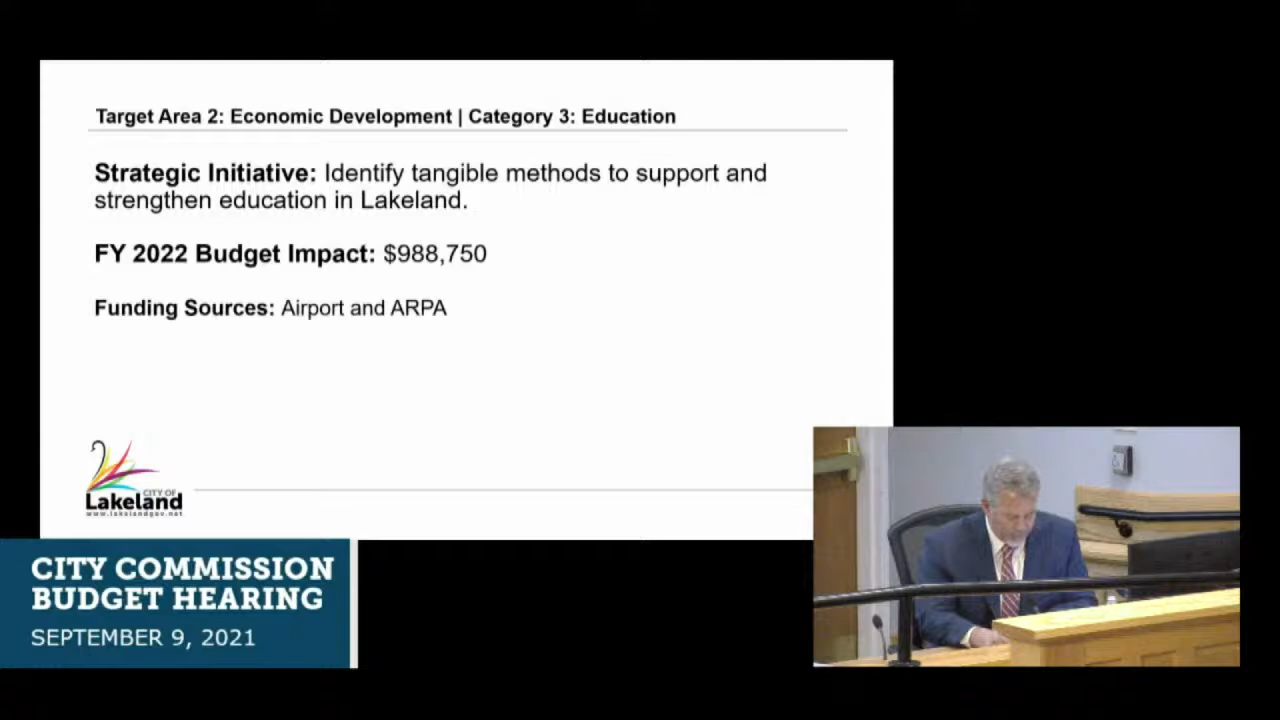 Target Area 2: Economic Development | Category 3: Education
Strategic Initiative: Identify tangible methods to support and
strengthen education in Lakeland.
FY 2022 Budget Impact: $988,750
Funding Sources: Airport and ARPA
CITY OF
Lakeland
www.lakelandgov.net
CITY COMMISSION
BUDGET HEARING
SEPTEMBER 9, 2021